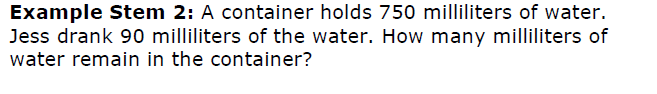 Example Stem 2: A container holds 750 milliliters of water.
Jess drank 90 milliliters of the water. How many milliliters of
water remain in the container?